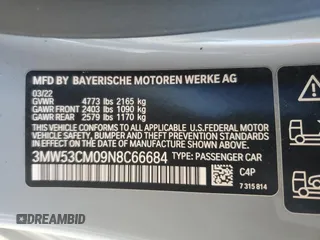 MFD BY BAYERISCHE MOTOREN WERKE AG
03/22
GVWR 4773 lbs 2165 kg
GAWR FRONT 2403 lbs 1090 kg
GAWR REAR 2579 lbs 1170 kg
THIS VEHICLE CONFORMS TO ALL APPLICABLE FEDERAL MOTOR VEHICLE SAFETY, BUMPER, AND THEFT PREVENTION STANDARDS IN EFFECT ON THE DATE OF MANUFACTURE SHOWN ABOVE.
3MW53CM09N8C66684 TYPE: PASSENGER CAR
C4P
7 315 814
© IAMBVID